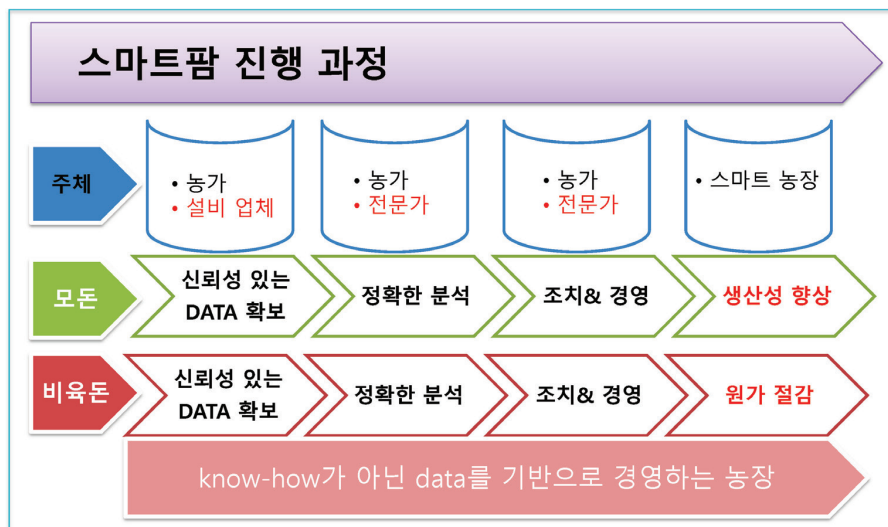 스마트팜 진행 과정
주체
• 농가
• 설비 업체
• 농가
• 전문가
• 농가
• 전문가
• 스마트 농장
모돈
신뢰성 있는
DATA 확보
정확한 분석
조치& 경영
생산성 향상
비육돈
신뢰성 있는
DATA 확보
정확한 분석
조치& 경영
원가 절감
know-how가 아닌 data를 기반으로 경영하는 농장